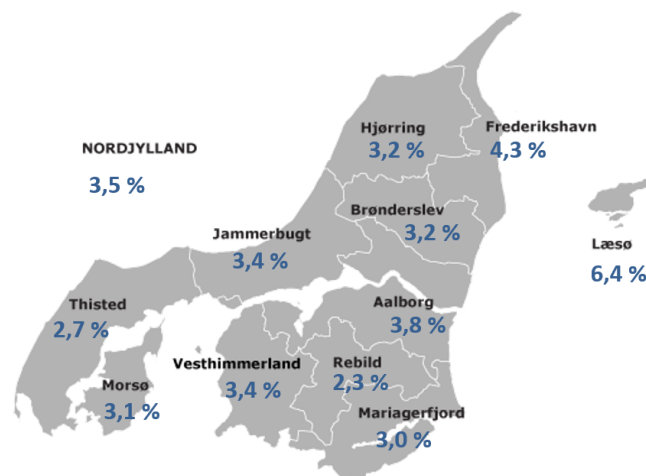 Hjørring
3,2 %
Frederikshavn
4,3 %
NORDJYLLAND
3,5 %
Brønderslev
3,2 %
Jammerbugt
3,4 %
Læsø
6,4 %
Thisted
2,7 %
Aalborg
3,8 %
Vesthimmerland
3,4 %
Rebild
2,3 %
Morsø
3,1 %
Mariagerfjord
3,0 %